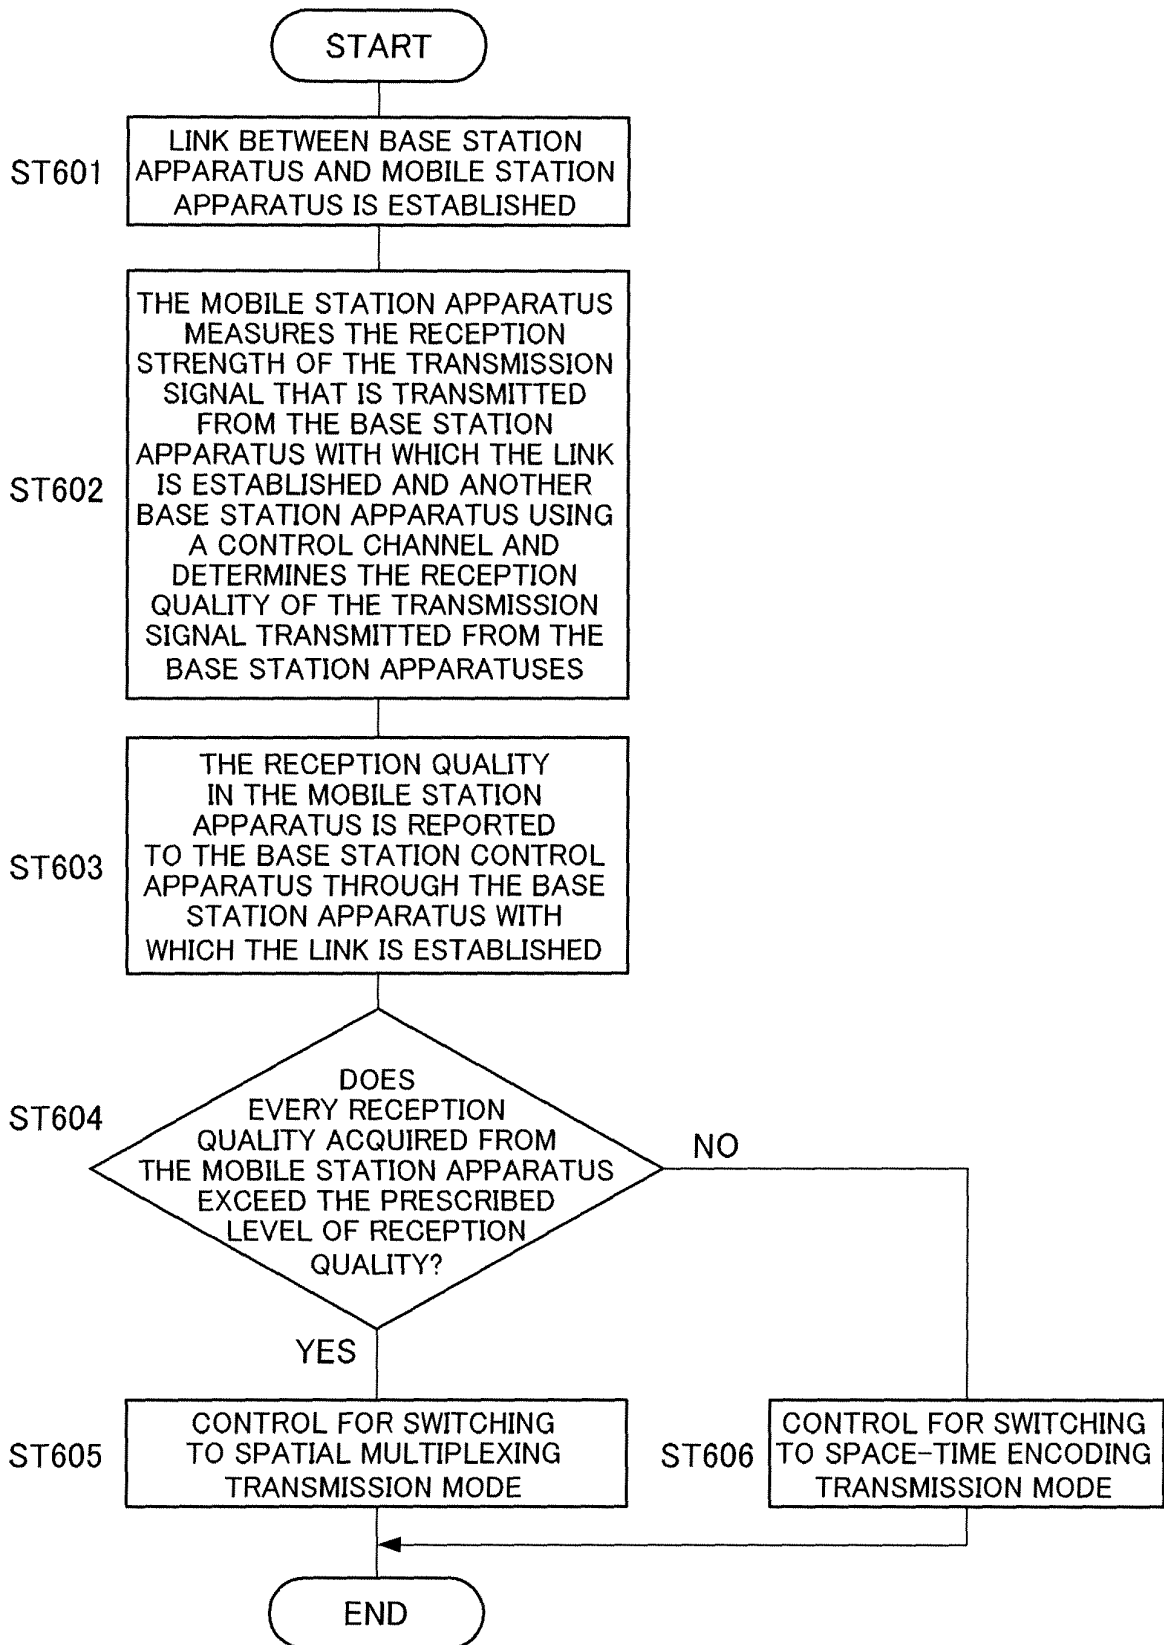 START
ST601
LINK BETWEEN BASE STATION
APPARATUS AND MOBILE STATION
APPARATUS IS ESTABLISHED
ST602
THE MOBILE STATION APPARATUS
MEASURES THE RECEPTION
STRENGTH OF THE TRANSMISSION
SIGNAL THAT IS TRANSMITTED
FROM THE BASE STATION
APPARATUS WITH WHICH THE LINK
IS ESTABLISHED AND ANOTHER
BASE STATION APPARATUS USING
A CONTROL CHANNEL AND
DETERMINES THE RECEPTION
QUALITY OF THE TRANSMISSION
SIGNAL TRANSMITTED FROM THE
BASE STATION APPARATUSES
ST603
THE RECEPTION QUALITY
IN THE MOBILE STATION
APPARATUS IS REPORTED
TO THE BASE STATION CONTROL
APPARATUS THROUGH THE BASE
STATION APPARATUS WITH
WHICH THE LINK IS ESTABLISHED
ST604
DOES
EVERY RECEPTION
QUALITY ACQUIRED FROM
THE MOBILE STATION APPARATUS
EXCEED THE PRESCRIBED
LEVEL OF RECEPTION
QUALITY?
NO
YES
ST605
CONTROL FOR SWITCHING
TO SPATIAL MULTIPLEXING
TRANSMISSION MODE
ST606
CONTROL FOR SWITCHING
TO SPACE-TIME ENCODING
TRANSMISSION MODE
END